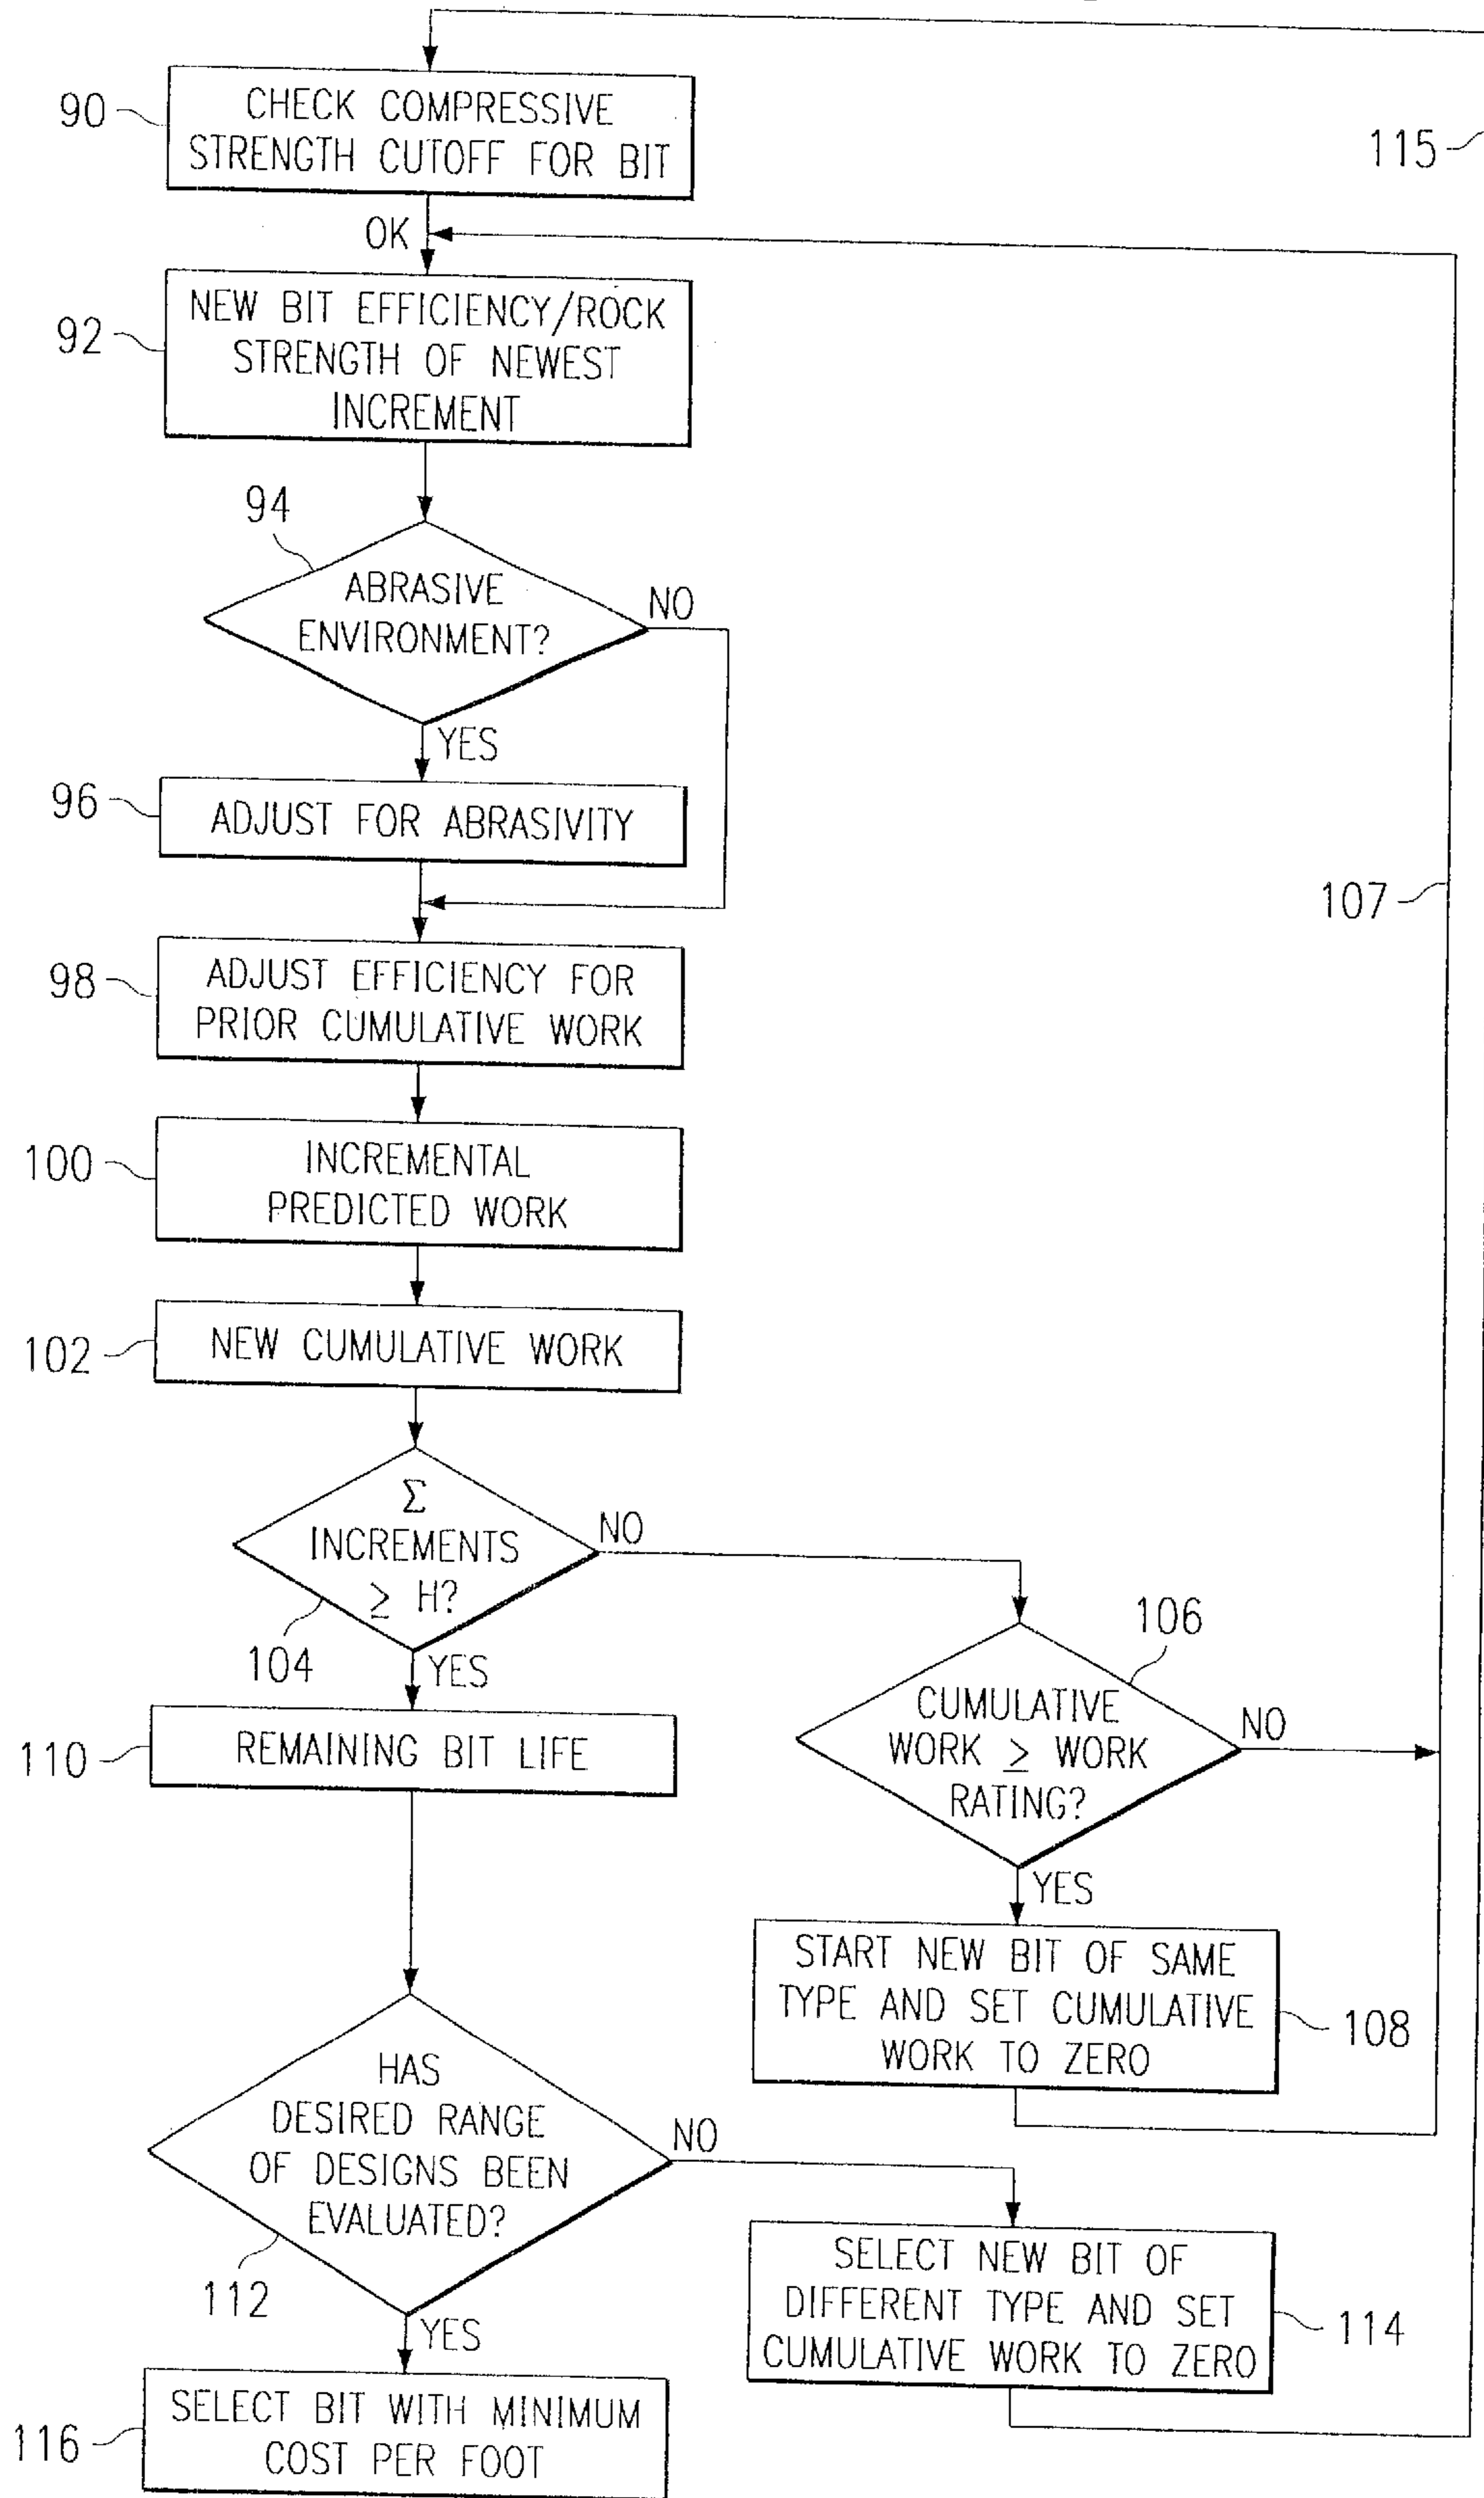 90
CHECK COMPRESSIVE
STRENGTH CUTOFF FOR BIT
115
OK
92
NEW BIT EFFICIENCY/ROCK
STRENGTH OF NEWEST
INCREMENT
94
ABRASIVE
ENVIRONMENT?
NO
YES
96
ADJUST FOR ABRASIVITY
107
98
ADJUST EFFICIENCY FOR
PRIOR CUMULATIVE WORK
100
INCREMENTAL
PREDICTED WORK
102
NEW CUMULATIVE WORK
Σ
INCREMENTS
≥ H?
NO
104
YES
106
CUMULATIVE
WORK ≥ WORK
RATING?
NO
YES
110
REMAINING BIT LIFE
START NEW BIT OF SAME
TYPE AND SET CUMULATIVE
WORK TO ZERO
108
HAS
DESIRED RANGE
OF DESIGNS BEEN
EVALUATED?
NO
112
YES
SELECT NEW BIT OF
DIFFERENT TYPE AND SET
CUMULATIVE WORK TO ZERO
114
116
SELECT BIT WITH MINIMUM
COST PER FOOT